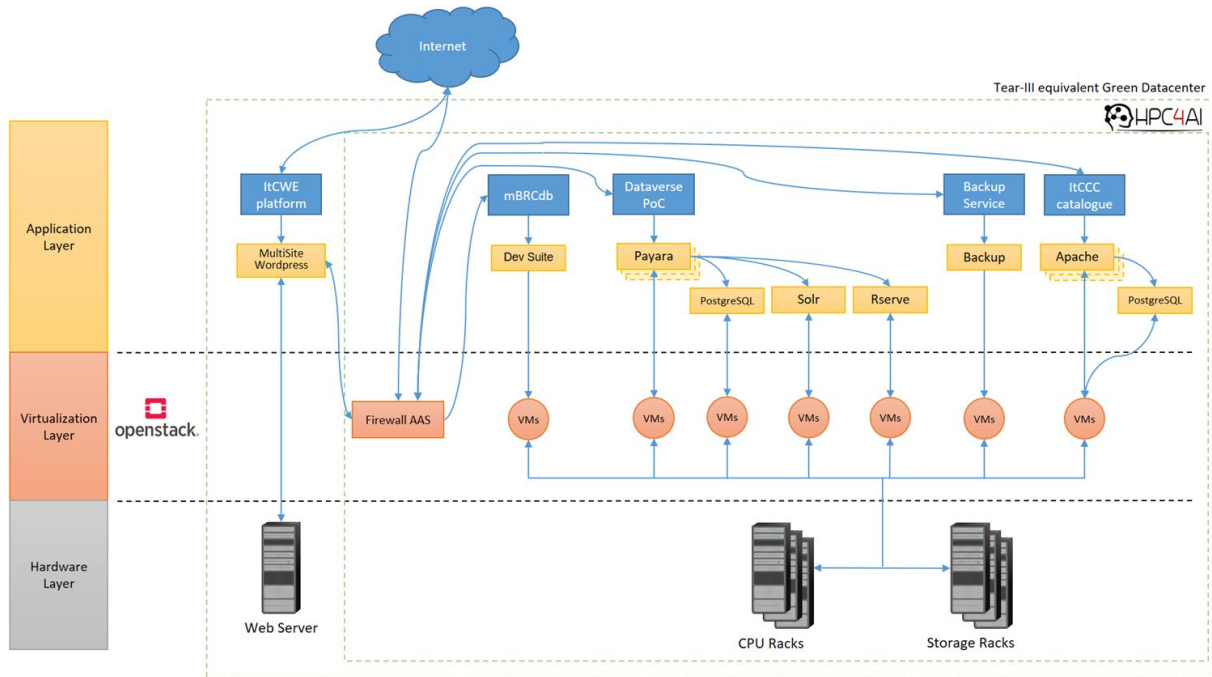 Internet
Tear-III equivalent Green Datacenter
HPC4AI
Application
Layer
ItCWE
platform
mBRCdb
Dataverse
PoC
Backup
Service
ItCCC
catalogue
MultiSite
Wordpress
Dev Suite
Payara
Backup
Apache
PostgreSQL
Solr
Rserve
PostgreSQL
Virtualization
Layer
openstack.
Firewall AAS
VMs
VMs
VMs
VMs
VMs
VMs
VMs
Hardware
Layer
Web Server
CPU Racks
Storage Racks